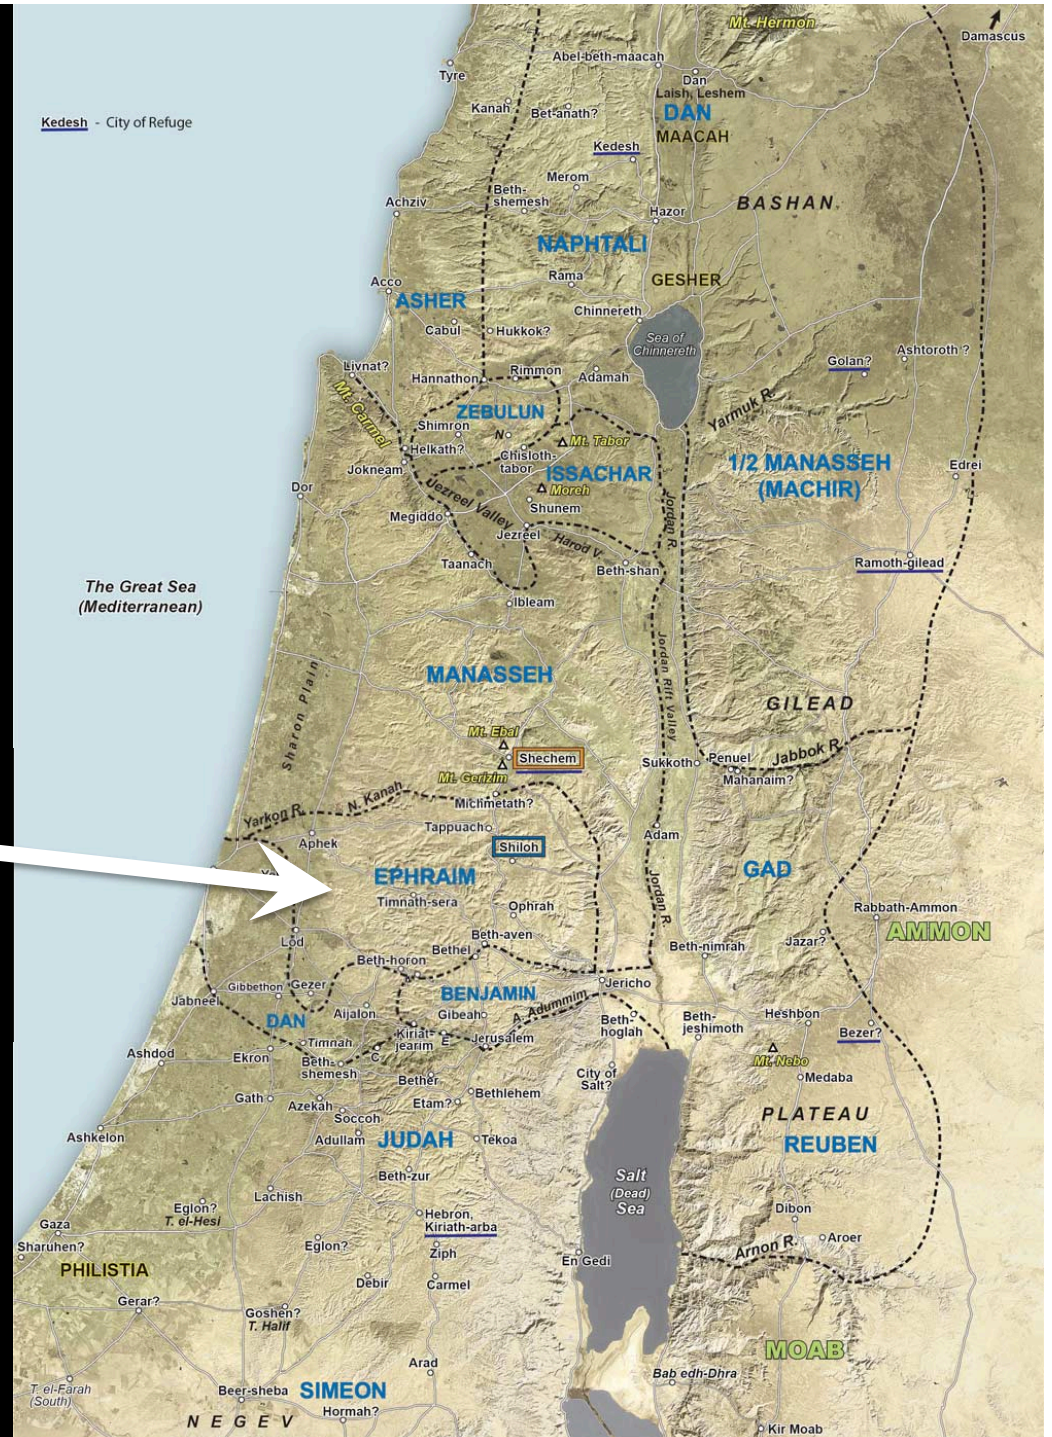 Mt. Hermon
Damascus
Abel-beth-maacah
Tyre
Dan
Laish, Leshem
Kanah
Bet-anath?
DAN
MAACAH
Kedesh - City of Refuge
Kedesh
Merom
Beth-
shemesh
Achziv
Hazor
BASHAN
NAPHTALI
Rama
GESHER
Acco
ASHER
Chinnereth
Cabul
Hukkok?
Sea of
Chinnereth
Ashtoroth ?
Golan?
Livnat?
Rimmon
Hannathon
Adamah
Mt. Carmel
ZEBULUN
Yarmuk R.
Shimron
N
Mt. Tabor
Helkath?
Chisloth-
tabor
1/2 MANASSEH
(MACHIR)
Edrei
Jokneam
ISSACHAR
Dor
Jezreel Valley
Moreh
Shunem
Jordan R.
Megiddo
Jezreel
Harod V.
Taanach
Beth-shan
Ramoth-gilead
The Great Sea
(Mediterranean)
Ibleam
MANASSEH
Jordan Rift Valley
Sharon Plain
GILEAD
Mt. Ebal
Shechem
Sukkoth
Penuel
Jabbok R.
Mt. Gerizim
Mahanaim?
N. Kanah
Michmetath?
Yarkon R.
Tappuach
Adam
Aphek
Shiloh
EPHRAIM
GAD
Jordan R.
Timnath-sera
Ophrah
Rabbath-Ammon
AMMON
Beth-aven
Lod
Bethel
Beth-nimrah
Jazar?
Beth-horon
Gibbethon
Gezer
Jericho
Jabneel
BENJAMIN
A. Adummim
DAN
Aijalon
Gibeah
Beth-
hoglah
Beth-
jeshimoth
Heshbon
Bezer?
Kiriat-
jearim
E
Jerusalem
Timnah
C
Ashdod
Ekron
Beth-
shemesh
Mt. Nebo
Bether
City of
Salt?
Medaba
Gath
Azekah
Etam?
Bethlehem
Soccoh
PLATEAU
Ashkelon
Adullam
JUDAH
Tekoa
REUBEN
Beth-zur
Salt
(Dead)
Sea
Lachish
Eglon?
T. el-Hesi
Hebron,
Kiriath-arba
Dibon
Gaza
Sharuhen?
Eglon?
Ziph
En Gedi
Arnon R.
Aroer
PHILISTIA
Debir
Carmel
Gerar?
Goshen?
T. Halif
MOAB
Arad
Bab edh-Dhra
T. el-Farah
(South)
Beer-sheba
SIMEON
Hormah?
NEGEV
Kir Moab